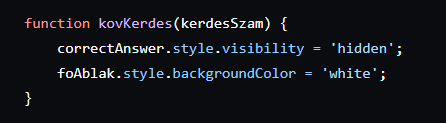 function kovKerdes(kerdesSzam) {
    correctAnswer.style.visibility = 'hidden';
    foAblak.style.backgroundColor = 'white';
}